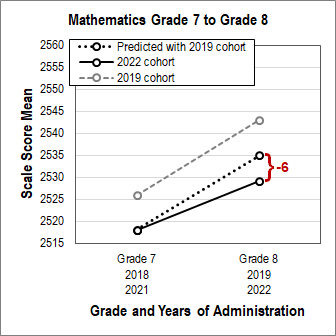 Mathematics Grade 7 to Grade 8
2560
2555
2550
2545
2540
2535
2530
2525
2520
2515
Scale Score Mean
Predicted with 2019 cohort
2022 cohort
2019 cohort
-6
Grade 7
2018
2021
Grade 8
2019
2022
Grade and Years of Administration